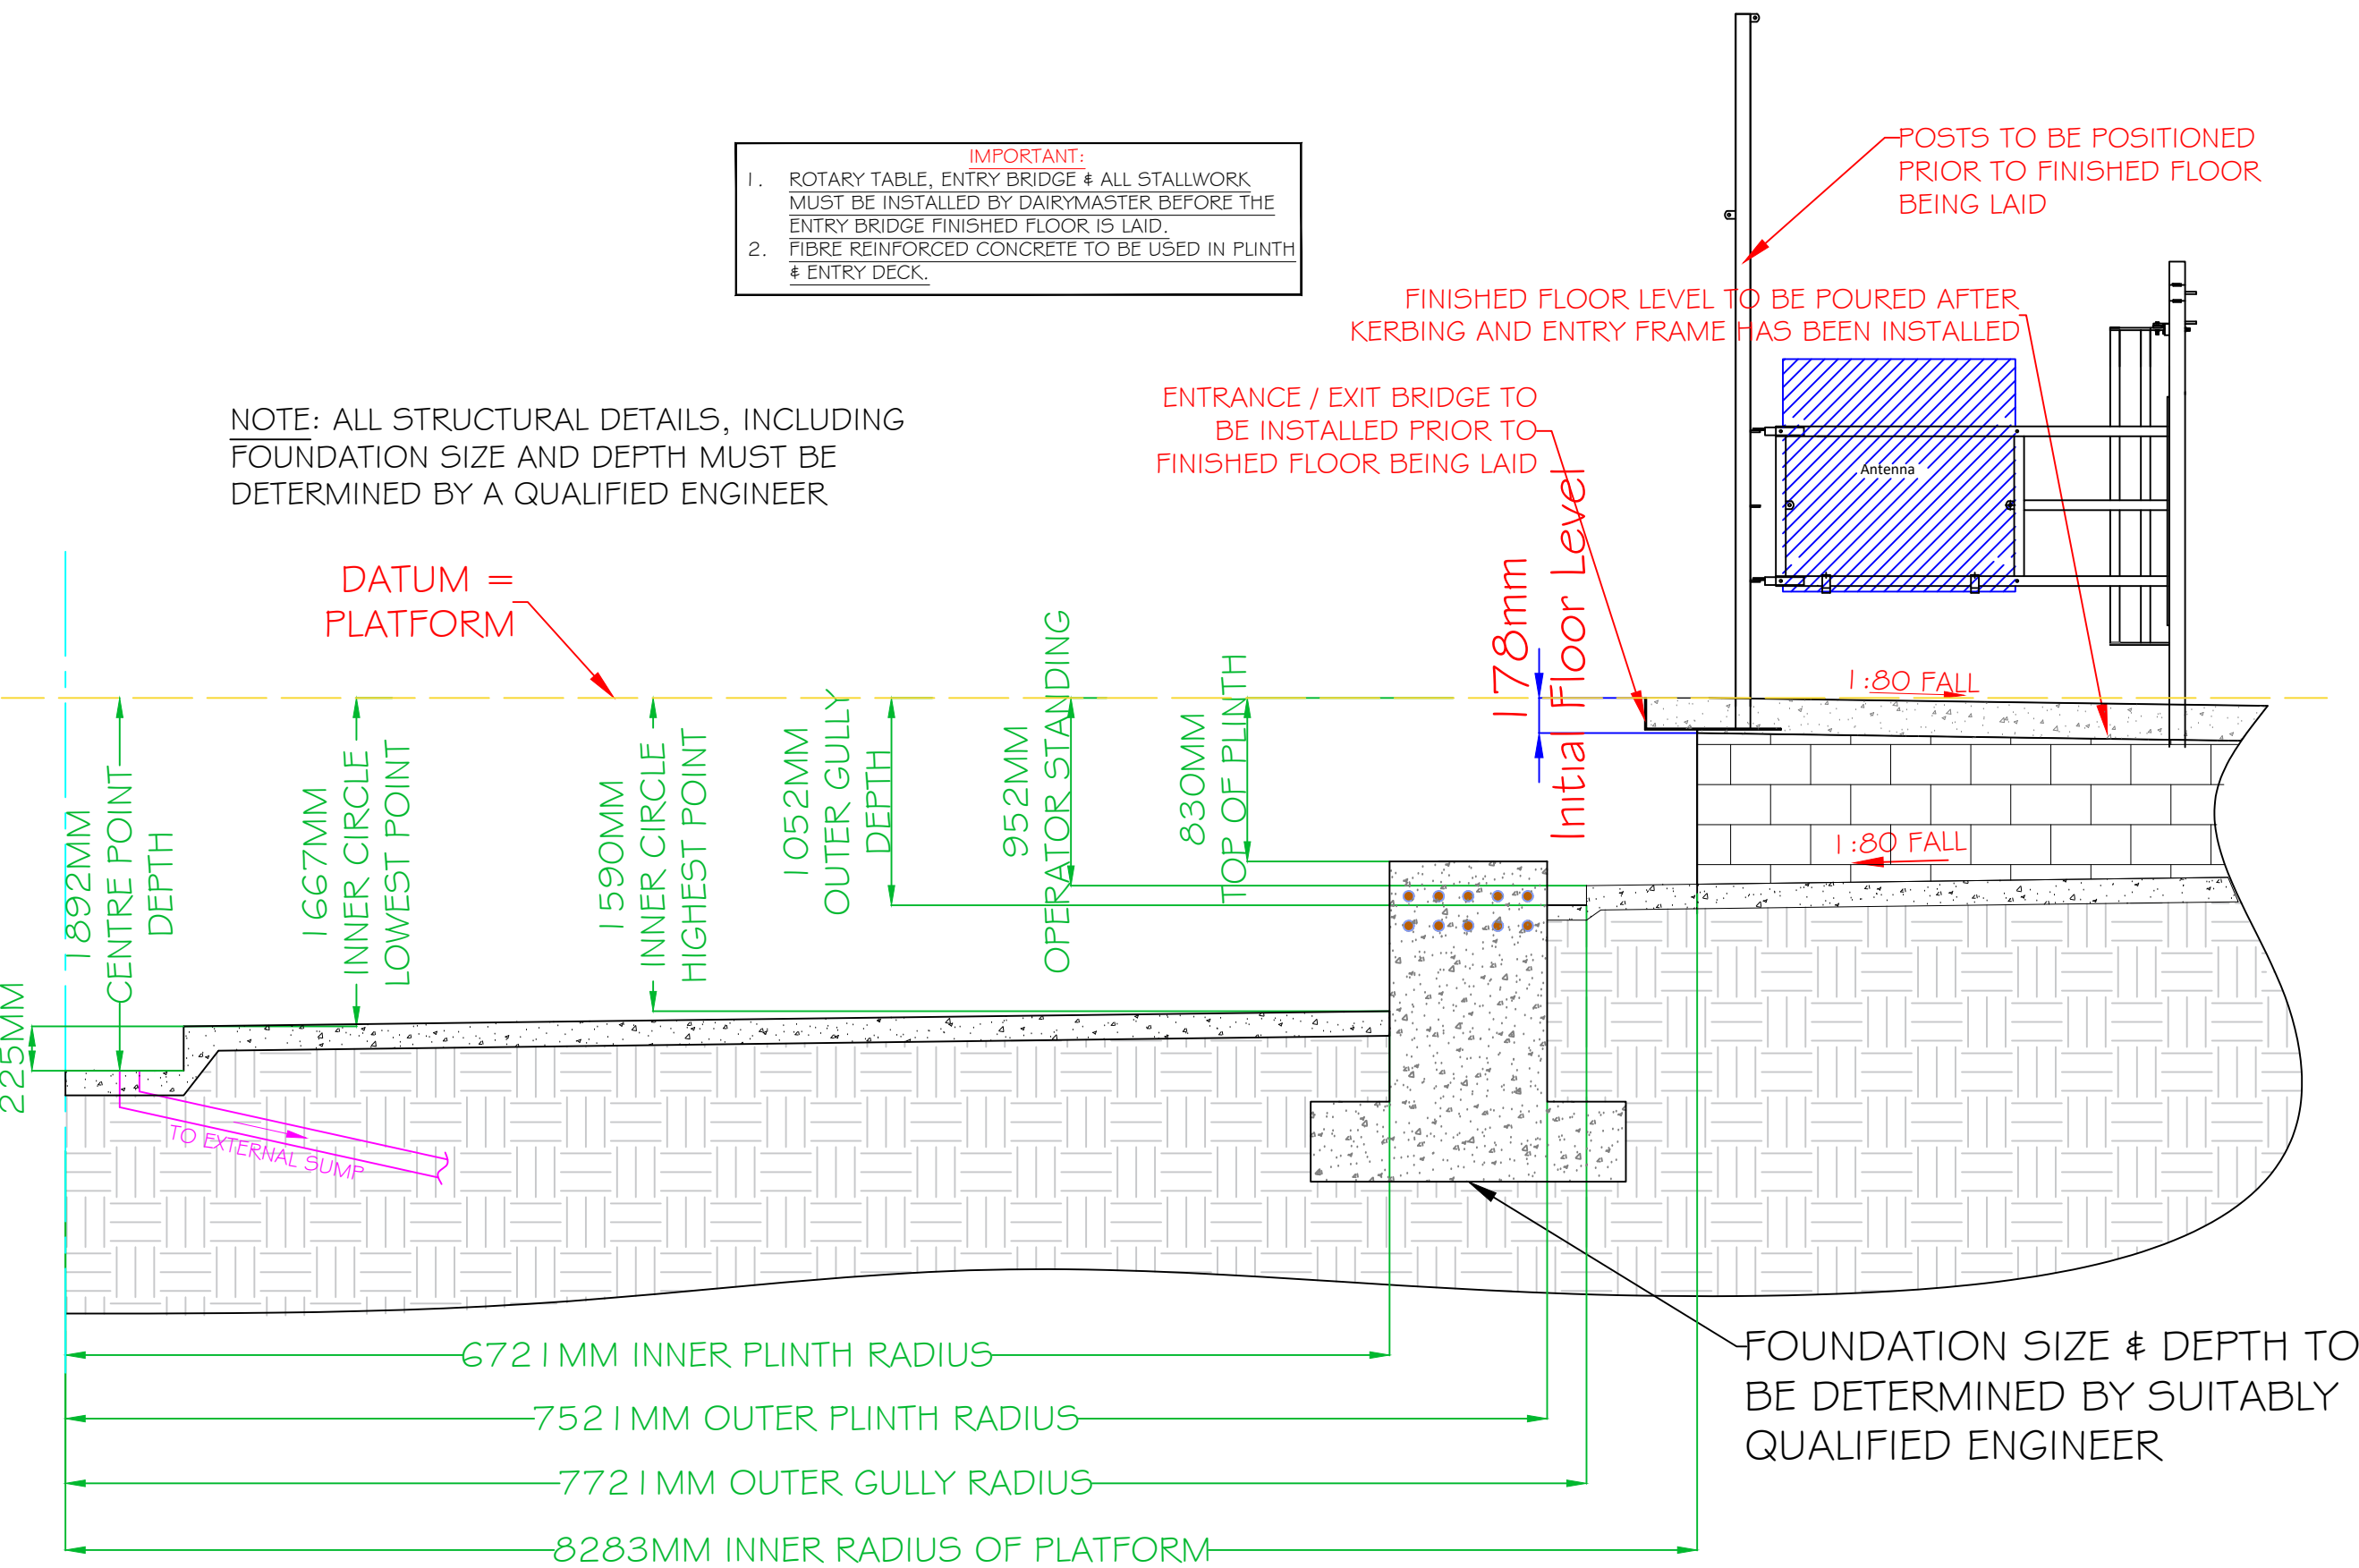 IMPORTANT:
1. ROTARY TABLE, ENTRY BRIDGE & ALL STALLWORK
MUST BE INSTALLED BY DAIRYMASTER BEFORE THE
ENTRY BRIDGE FINISHED FLOOR IS LAID.
2. FIBRE REINFORCED CONCRETE TO BE USED IN PLINTH
& ENTRY DECK.
POSTS TO BE POSITIONED
PRIOR TO FINISHED FLOOR
BEING LAID
FINISHED FLOOR LEVEL TO BE POURED AFTER
KERBING AND ENTRY FRAME HAS BEEN INSTALLED
ENTRANCE / EXIT BRIDGE TO
BE INSTALLED PRIOR TO
FINISHED FLOOR BEING LAID
NOTE: ALL STRUCTURAL DETAILS, INCLUDING
FOUNDATION SIZE AND DEPTH MUST BE
DETERMINED BY A QUALIFIED ENGINEER
Antenna
DATUM =
PLATFORM
225MM
1892MM
CENTRE POINT
DEPTH
1667MM
INNER CIRCLE
LOWEST POINT
1590MM
INNER CIRCLE
HIGHEST POINT
1052MM
OUTER GULLY
DEPTH
952MM
OPERATOR STANDING
830MM
TOP OF PLINTH
178mm
Initial Floor Level
1:80 FALL
1:80 FALL
TO EXTERNAL SUMP
6721MM INNER PLINTH RADIUS
7521MM OUTER PLINTH RADIUS
7721MM OUTER GULLY RADIUS
8283MM INNER RADIUS OF PLATFORM
FOUNDATION SIZE & DEPTH TO
BE DETERMINED BY SUITABLY
QUALIFIED ENGINEER